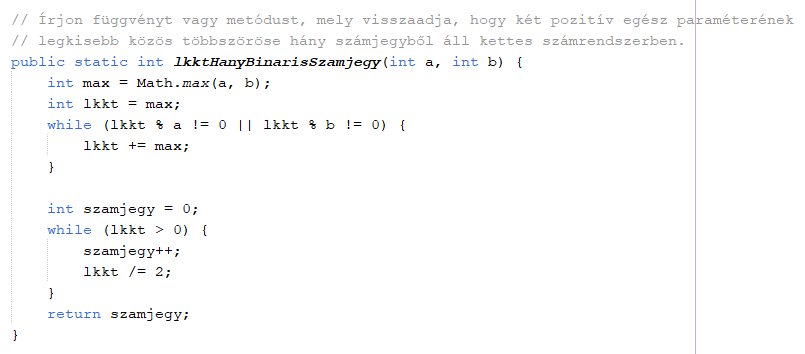 // Írjon függvényt vagy metódust, mely visszaadja, hogy két pozitív egész paraméterének
// legkisebb közös többszöröse hány számjegyből áll kettes számrendszerben.
public static int lkktHanyBinarisSzamjegy(int a, int b) {
    int max = Math.max(a, b);
    int lkkt = max;
    while (lkkt % a != 0 || lkkt % b != 0) {
        lkkt += max;
    }

    int szamjegy = 0;
    while (lkkt > 0) {
        szamjegy++;
        lkkt /= 2;
    }
    return szamjegy;
}